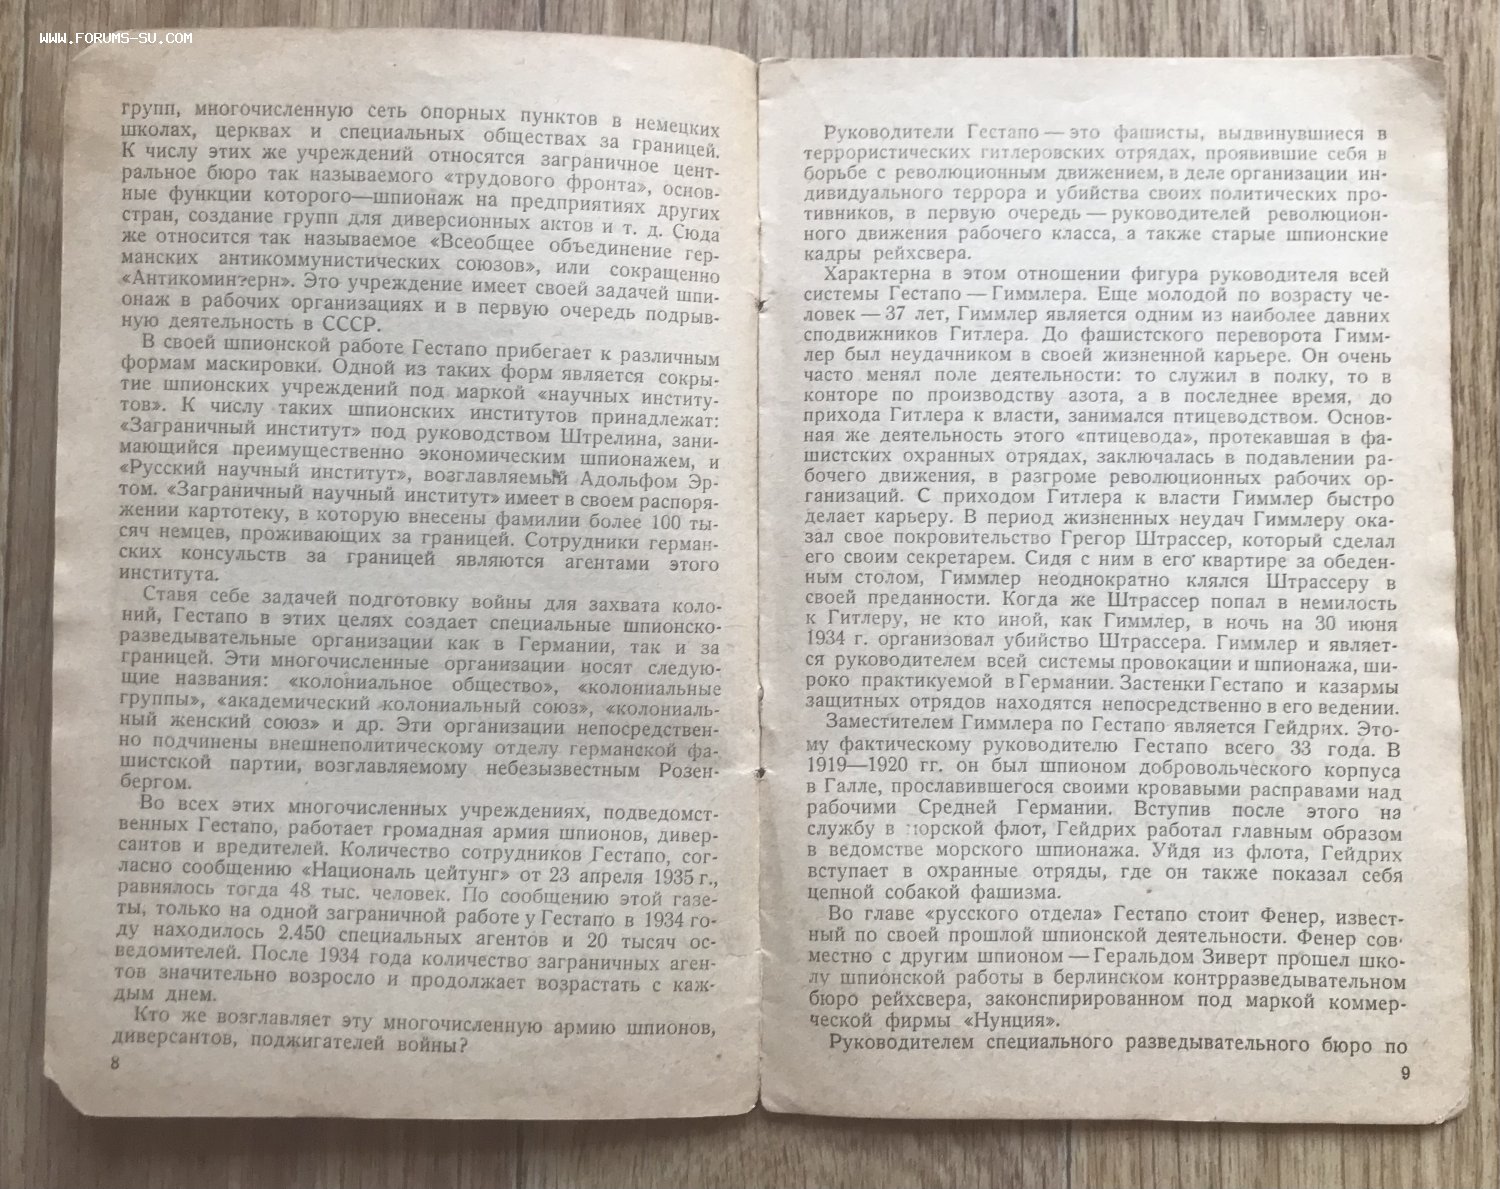 www.forums-su.com
групп, многочисленную сеть опорных пунктов в немецких
школах, церквах и специальных обществах за границей.
К числу этих же учреждений относятся заграничное цент-
ральное бюро так называемого «трудового фронта», основ-
ные функции которого—шпионаж на предприятиях других
стран, создание групп для диверсионных актов и т. д. Сюда
же относится так называемое «Всеобщее объединение гер-
манских антикоммунистических союзов», или сокращенно
«Антикоминтерн». Это учреждение имеет своей задачей шпи-
онаж в рабочих организациях и в первую очередь подрыв-
ную деятельность в СССР.
В своей шпионской работе Гестапо прибегает к различным
формам маскировки. Одной из таких форм является сокры-
тие шпионских учреждений под маркой «научных институ-
тов». К числу таких шпионских институтов принадлежат:
«Заграничный институт» под руководством Штрелина, зани-
мающийся преимущественно экономическим шпионажем, и
«Русский научный институт», возглавляемый Адольфом Эр-
том. «Заграничный научный институт» имеет в своем распоря-
жении картотеку, в которую внесены фамилии более 100 ты-
сяч немцев, проживающих за границей. Сотрудники герман-
ских консульств за границей являются агентами этого
института.
Ставя себе задачей подготовку войны для захвата коло-
ний, Гестапо в этих целях создает специальные шпионско-
разведывательные организации как в Германии, так и за
границей. Эти многочисленные организации носят следую-
щие названия: «колониальное общество», «колониальные
группы», «академический колониальный союз», «колониаль-
ный женский союз» и др. Эти организации непосредствен-
но подчинены внешнеполитическому отделу германской фа-
шистской партии, возглавляемому небезызвестным Розен-
бергом.
Во всех этих многочисленных учреждениях, подведомст-
венных Гестапо, работает громадная армия шпионов, дивер-
сантов и вредителей. Количество сотрудников Гестапо, сог-
ласно сообщению «Националь цейтунг» от 23 апреля 1935 г.,
равнялось тогда 48 тыс. человек. По сообщению этой газе-
ты, только на одной заграничной работе у Гестапо в 1934 го-
ду находилось 2.450 специальных агентов и 20 тысяч ос-
ведомителей. После 1934 года количество заграничных аген-
тов значительно возросло и продолжает возрастать с каж-
дым днем.
Кто же возглавляет эту многочисленную армию шпионов,
диверсантов, поджигателей войны?
8
Руководители Гестапо — это фашисты, выдвинувшиеся в
террористических гитлеровских отрядах, проявившие себя в
борьбе с революционным движением, в деле организации ин-
дивидуального террора и убийства своих политических про-
тивников, в первую очередь — руководителей революцион-
ного движения рабочего класса, а также старые шпионские
кадры рейхсвера.
Характерна в этом отношении фигура руководителя всей
системы Гестапо — Гиммлера. Еще молодой по возрасту че-
ловек — 37 лет, Гиммлер является одним из наиболее давних
сподвижников Гитлера. До фашистского переворота Гимм-
лер был неудачником в своей жизненной карьере. Он очень
часто менял поле деятельности: то служил в полку, то в
конторе по производству азота, а в последнее время, до
прихода Гитлера к власти, занимался птицеводством. Основ-
ная же деятельность этого «птицевода», протекавшая в фа-
шистских охранных отрядах, заключалась в подавлении ра-
бочего движения, в разгроме революционных рабочих ор-
ганизаций. С приходом Гитлера к власти Гиммлер быстро
делает карьеру. В период жизненных неудач Гиммлеру ока-
зал свое покровительство Грегор Штрассер, который сделал
его своим секретарем. Сидя с ним в его квартире за обеден-
ным столом, Гиммлер неоднократно клялся Штрассеру в
своей преданности. Когда же Штрассер попал в немилость
к Гитлеру, не кто иной, как Гиммлер, в ночь на 30 июня
1934 г. организовал убийство Штрассера. Гиммлер и являет-
ся руководителем всей системы провокации и шпионажа, ши-
роко практикуемой в Германии. Застенки Гестапо и казармы
защитных отрядов находятся непосредственно в его ведении.
Заместителем Гиммлера по Гестапо является Гейдрих. Это-
му фактическому руководителю Гестапо всего 33 года. В
1919—1920 гг. он был шпионом добровольческого корпуса
в Галле, прославившегося своими кровавыми расправами над
рабочими Средней Германии. Вступив после этого на
службу в морской флот, Гейдрих работал главным образом
в ведомстве морского шпионажа. Уйдя из флота, Гейдрих
вступает в охранные отряды, где он также показал себя
цепной собакой фашизма.
Во главе «русского отдела» Гестапо стоит Фенер, извест-
ный по своей прошлой шпионской деятельности. Фенер сов-
местно с другим шпионом — Геральдом Зиверт прошел шко-
лу шпионской работы в берлинском контрразведывательном
бюро рейхсвера, законспирированном под маркой коммер-
ческой фирмы «Нунция».
Руководителем специального разведывательного бюро по
9